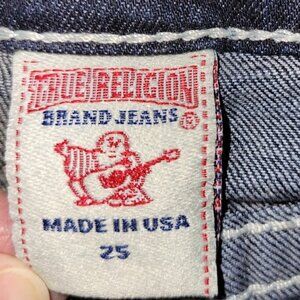 TRUE RELIGION
BRAND JEANS®
MADE IN USA
25